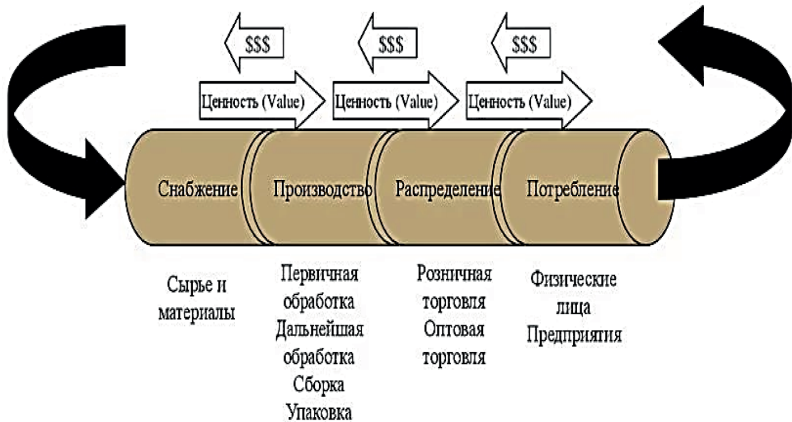 $$$
$$$
$$$
Ценность (Value)
Ценность (Value)
Ценность (Value)
Снабжение
Производство
Распределение
Потребление
Сырье и
материалы
Первичная
обработка
Дальнейшая
обработка
Сборка
Упаковка
Розничная
торговля
Оптовая
торговля
Физические
лица
Предприятия